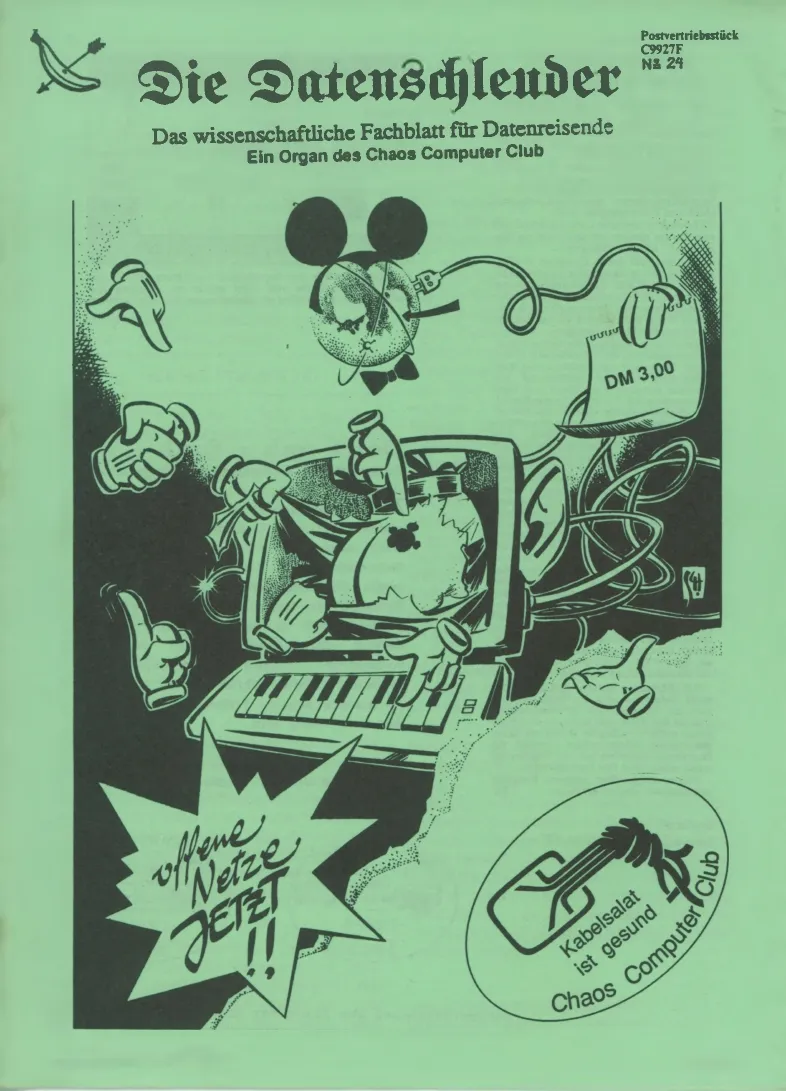 Postvertriebsstück
C9927F
№ 24
Die Datenschleuder
Das wissenschaftliche Fachblatt für Datenreisende
Ein Organ des Chaos Computer Club
DM 3,00
offene
Netze
JETZT
!!
Kabelsalat
ist gesund
Chaos Computer Club